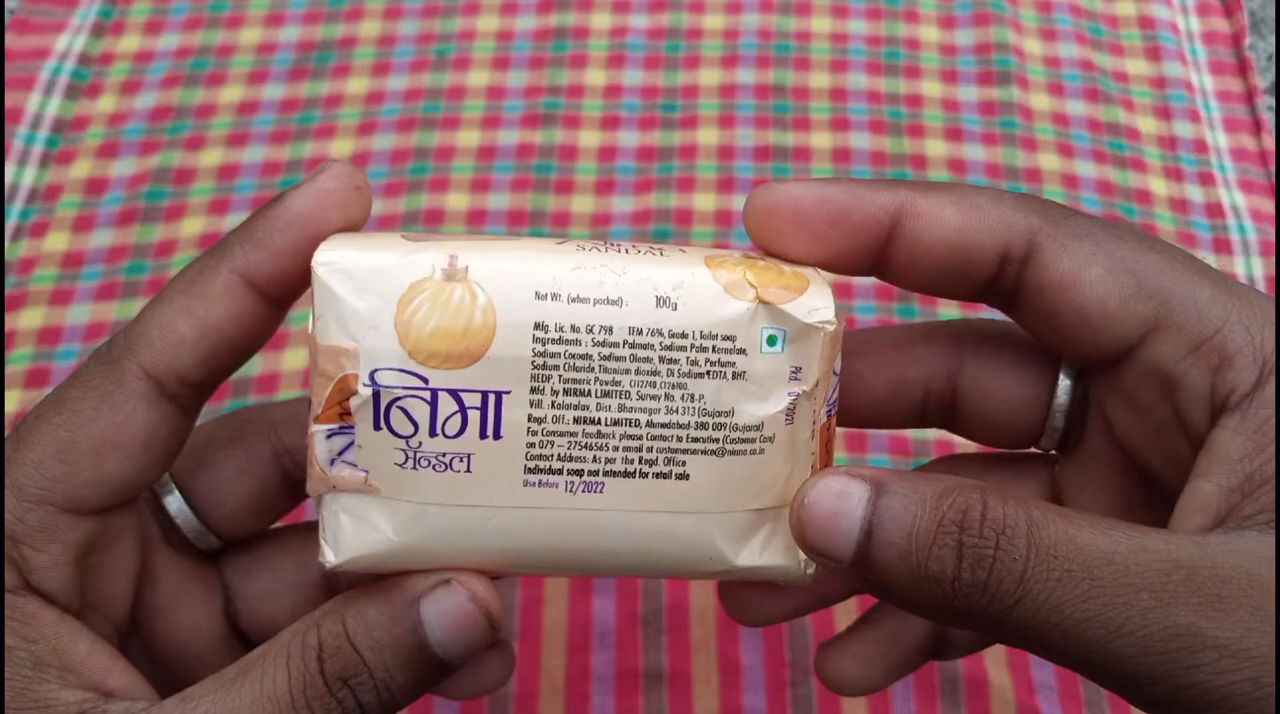 SANDAL
Net Wt. (when packed) : 100g
Mfg. Lic. No. GC 798 TFM 76%, Grade 1, Toilet soap
Ingredients : Sodium Palmate, Sodium Palm Kernelate,
Sodium Cocoate, Sodium Oleate, Water, Talc, Perfume,
Sodium Chloride, Titanium dioxide, Di Sodium EDTA, BHT,
HEDP, Turmeric Powder, CI12740, CI26100.
Mfd. by NIRMA LIMITED, Survey No. 478-P,
Vill. : Kalatalav, Dist.: Bhavnagar 364 313 (Gujarat)
Regd. Off.: NIRMA LIMITED, Ahmedabad-380 009 (Gujarat)
For Consumer feedback please Contact to Executive (Customer Care)
on 079 – 27546565 or email at customerservice@nirma.co.in
Contact Address: As per the Regd. Office
Individual soap not intended for retail sale
Use Before 12/2022
निमा
सॅन्डल
Pkd. 01/2021